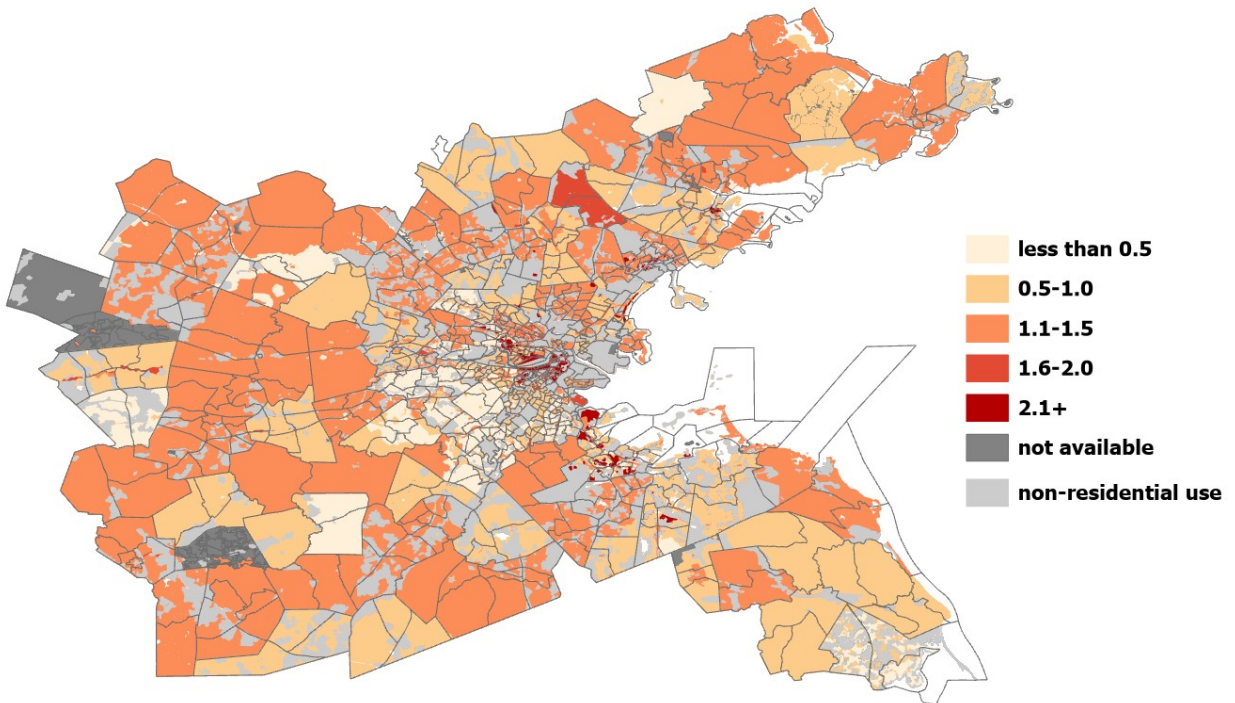 less than 0.5
0.5-1.0
1.1-1.5
1.6-2.0
2.1+
not available
non-residential use